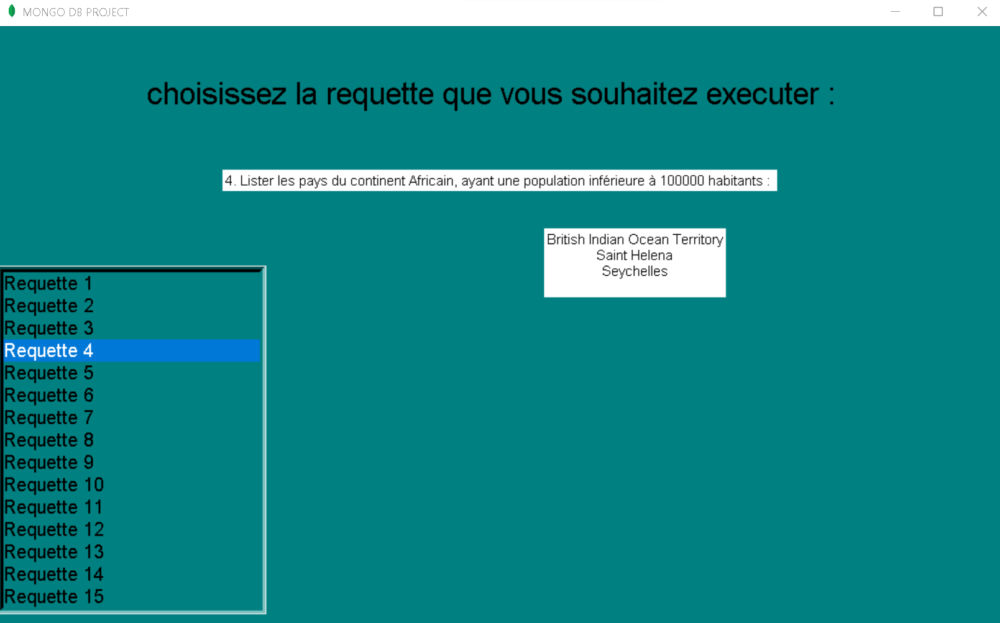 MONGO DB PROJECT
choisissez la requette que vous souhaitez executer :
4. Lister les pays du continent Africain, ayant une population inférieure à 100000 habitants :
British Indian Ocean Territory
Saint Helena
Seychelles
Requette 1
Requette 2
Requette 3
Requette 4
Requette 5
Requette 6
Requette 7
Requette 8
Requette 9
Requette 10
Requette 11
Requette 12
Requette 13
Requette 14
Requette 15